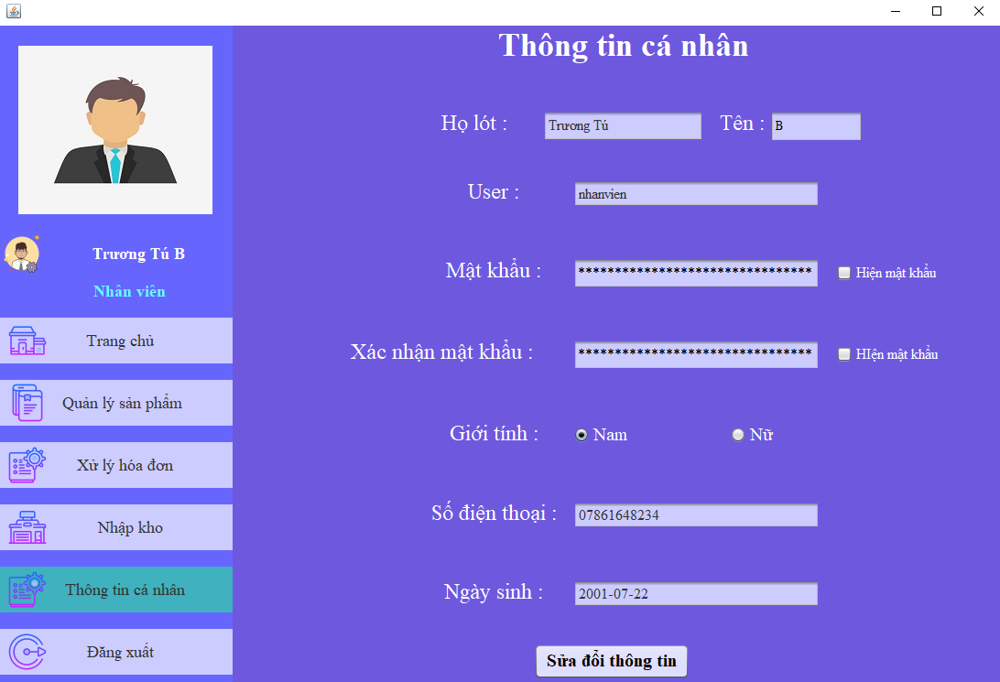 Thông tin cá nhân
Họ lót : Trương Tú Tên : B
User : nhanvien
Mật khẩu : ******************************** Hiện mật khẩu
Xác nhận mật khẩu : ******************************** HIện mật khẩu
Giới tính : Nam Nữ
Số điện thoại : 07861648234
Ngày sinh : 2001-07-22
Sửa đổi thông tin
Trương Tú B
Nhân viên
Trang chủ
Quản lý sản phẩm
Xử lý hóa đơn
Nhập kho
Thông tin cá nhân
Đăng xuất